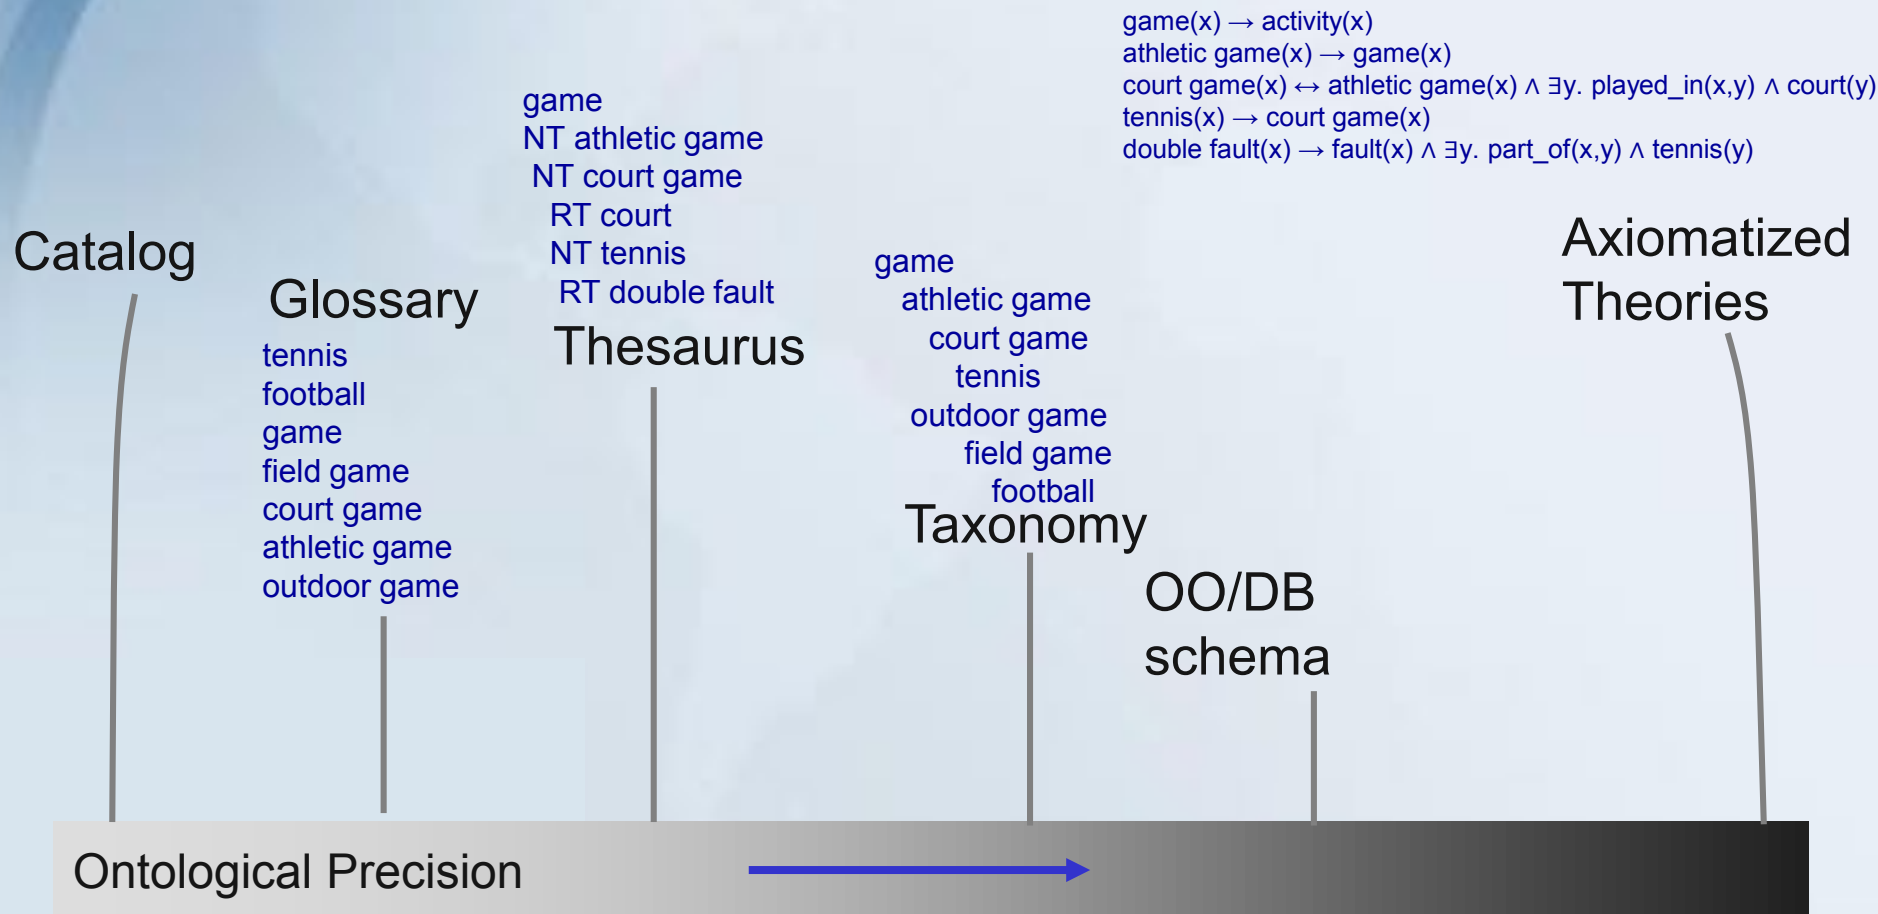 Catalog
Glossary
tennis
football
game
field game
court game
athletic game
outdoor game
game
NT athletic game
NT court game
RT court
NT tennis
RT double fault
Thesaurus
game
athletic game
court game
tennis
outdoor game
field game
football
Taxonomy
OO/DB
schema
game(x) → activity(x)
athletic game(x) → game(x)
court game(x) ↔ athletic game(x) ∧ ∃y. played_in(x,y) ∧ court(y)
tennis(x) → court game(x)
double fault(x) → fault(x) ∧ ∃y. part_of(x,y) ∧ tennis(y)
Axiomatized
Theories
Ontological Precision